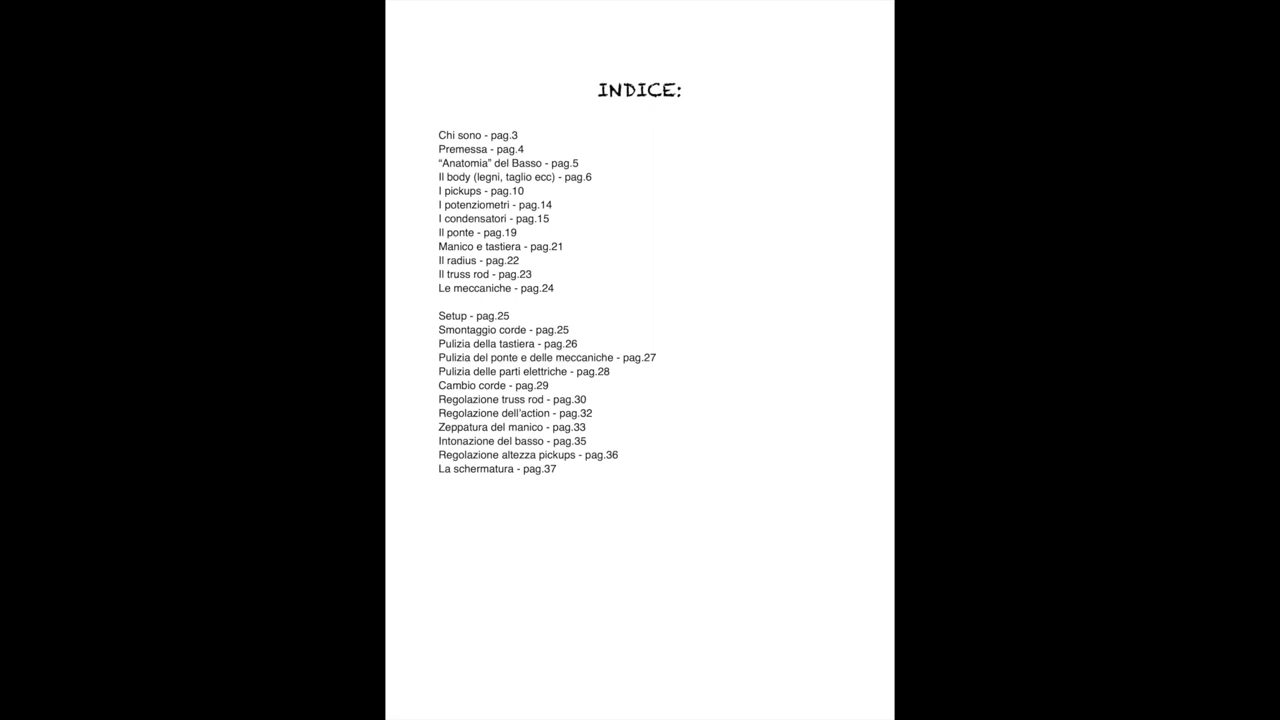 INDICE:
Chi sono - pag.3
Premessa - pag.4
“Anatomia” del Basso - pag.5
Il body (legni, taglio ecc) - pag.6
I pickups - pag.10
I potenziometri - pag.14
I condensatori - pag.15
Il ponte - pag.19
Manico e tastiera - pag.21
Il radius - pag.22
Il truss rod - pag.23
Le meccaniche - pag.24
Setup - pag.25
Smontaggio corde - pag.25
Pulizia della tastiera - pag.26
Pulizia del ponte e delle meccaniche - pag.27
Pulizia delle parti elettriche - pag.28
Cambio corde - pag.29
Regolazione truss rod - pag.30
Regolazione dell’action - pag.32
Zeppatura del manico - pag.33
Intonazione del basso - pag.35
Regolazione altezza pickups - pag.36
La schermatura - pag.37